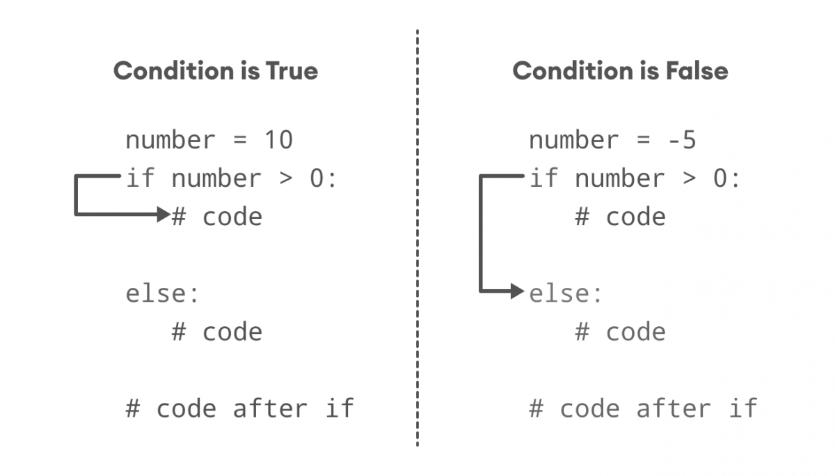 Condition is True
number = 10
if number > 0:
# code
else:
# code
# code after if
Condition is False
number = -5
if number > 0:
# code
else:
# code
# code after if